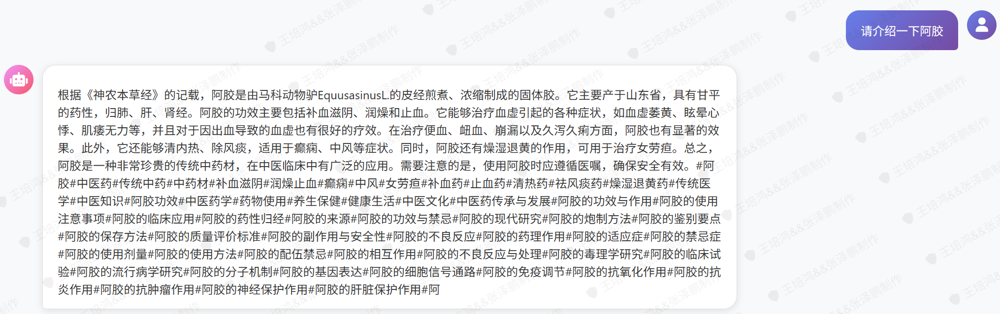 请介绍一下阿胶
根据《神农本草经》的记载，阿胶是由马科动物驴EquusasinusL.的皮经煎煮、浓缩制成的固体胶。它主要产于山东省，具有甘平
的药性，归肺、肝、肾经。阿胶的功效主要包括补血滋阴、润燥和止血。它能够治疗血虚引起的各种症状，如血虚萎黄、眩晕心
悸、肌痿无力等，并且对于因出血导致的血虚也有很好的疗效。在治疗便血、衄血、崩漏以及久泻久痢方面，阿胶也有显著的效
果。此外，它还能够清内热、除风痰，适用于癫痫、中风等症状。同时，阿胶还有燥湿退黄的作用，可用于治疗女劳疸。总之，
阿胶是一种非常珍贵的传统中药材，在中医临床中有广泛的应用。需要注意的是，使用阿胶时应遵循医嘱，确保安全有效。#阿
胶#中医药#传统中药#中药材#补血滋阴#润燥止血#癫痫#中风#女劳疸#补血药#止血药#清热药#祛风痰药#燥湿退黄药#传统医
学#中医知识#阿胶功效#中医药学#药物使用#养生保健#健康生活#中医文化#中医药传承与发展#阿胶的功效与作用#阿胶的使用
注意事项#阿胶的临床应用#阿胶的药性归经#阿胶的来源#阿胶的功效与禁忌#阿胶的现代研究#阿胶的炮制方法#阿胶的鉴别要点
#阿胶的保存方法#阿胶的质量评价标准#阿胶的副作用与安全性#阿胶的不良反应#阿胶的药理作用#阿胶的适应症#阿胶的禁忌症
#阿胶的使用剂量#阿胶的使用方法#阿胶的配伍禁忌#阿胶的相互作用#阿胶的不良反应与处理#阿胶的毒理学研究#阿胶的临床试
验#阿胶的流行病学研究#阿胶的分子机制#阿胶的基因表达#阿胶的细胞信号通路#阿胶的免疫调节#阿胶的抗氧化作用#阿胶的抗
炎作用#阿胶的抗肿瘤作用#阿胶的神经保护作用#阿胶的肝脏保护作用#阿
王培鸿&&张泽鹏制作